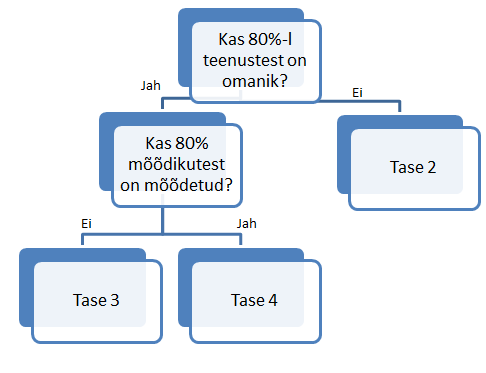 Kas 80%-l
teenustest on
omanik?
Jah
Ei
Kas 80%
mõõdikutest
on mõõdetud?
Tase 2
Ei
Jah
Tase 3
Tase 4